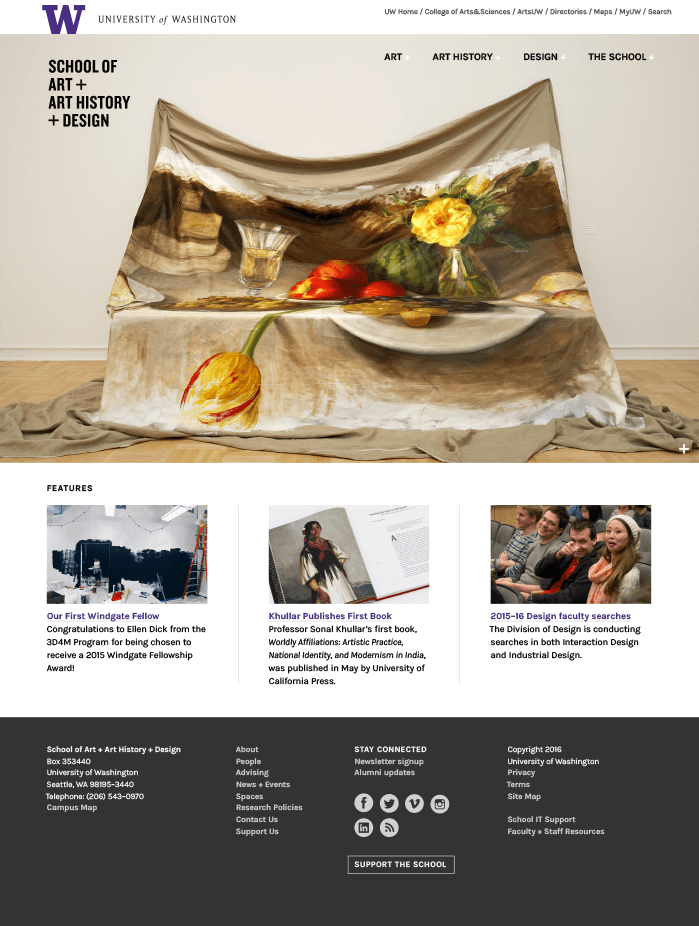 W UNIVERSITY of WASHINGTON
UW Home / College of Arts&Sciences / ArtsUW / Directories / Maps / MyUW / Search
SCHOOL OF
ART +
ART HISTORY
+ DESIGN
ART + ART HISTORY + DESIGN + THE SCHOOL +
+
FEATURES
Our First Windgate Fellow
Congratulations to Ellen Dick from the
3D4M Program for being chosen to
receive a 2015 Windgate Fellowship
Award!
Khullar Publishes First Book
Professor Sonal Khullar's first book,
Worldly Affiliations: Artistic Practice,
National Identity, and Modernism in India,
was published in May by University of
California Press.
2015-16 Design faculty searches
The Division of Design is conducting
searches in both Interaction Design
and Industrial Design.
School of Art + Art History + Design
Box 353440
University of Washington
Seattle, WA 98195-3440
Telephone: (206) 543-0970
Campus Map
About
People
Advising
News + Events
Spaces
Research Policies
Contact Us
Support Us
STAY CONNECTED
Newsletter signup
Alumni updates
SUPPORT THE SCHOOL
Copyright 2016
University of Washington
Privacy
Terms
Site Map
School IT Support
Faculty + Staff Resources